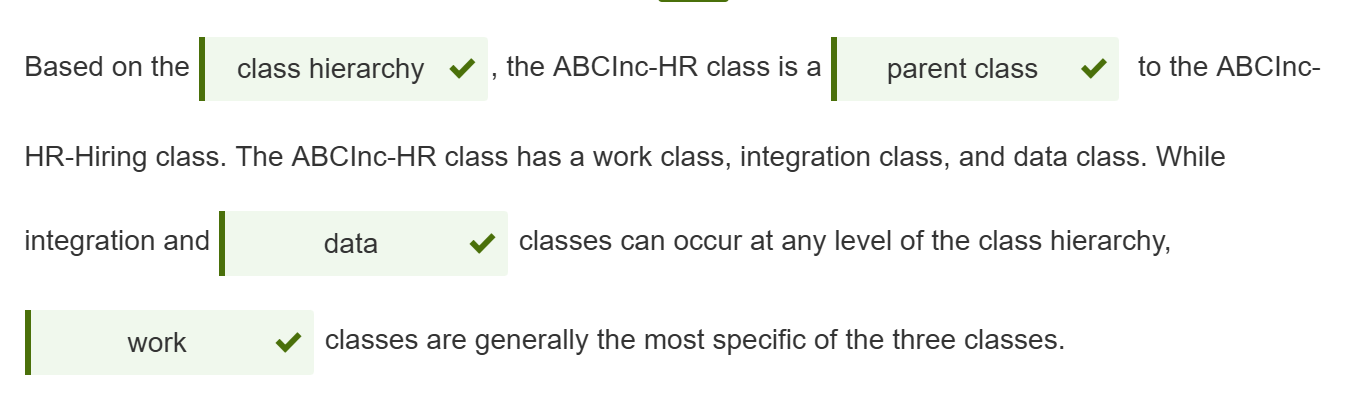 Based on the class hierarchy , the ABCInc-HR class is a parent class to the ABCInc-
HR-Hiring class. The ABCInc-HR class has a work class, integration class, and data class. While
integration and data classes can occur at any level of the class hierarchy,
work classes are generally the most specific of the three classes.